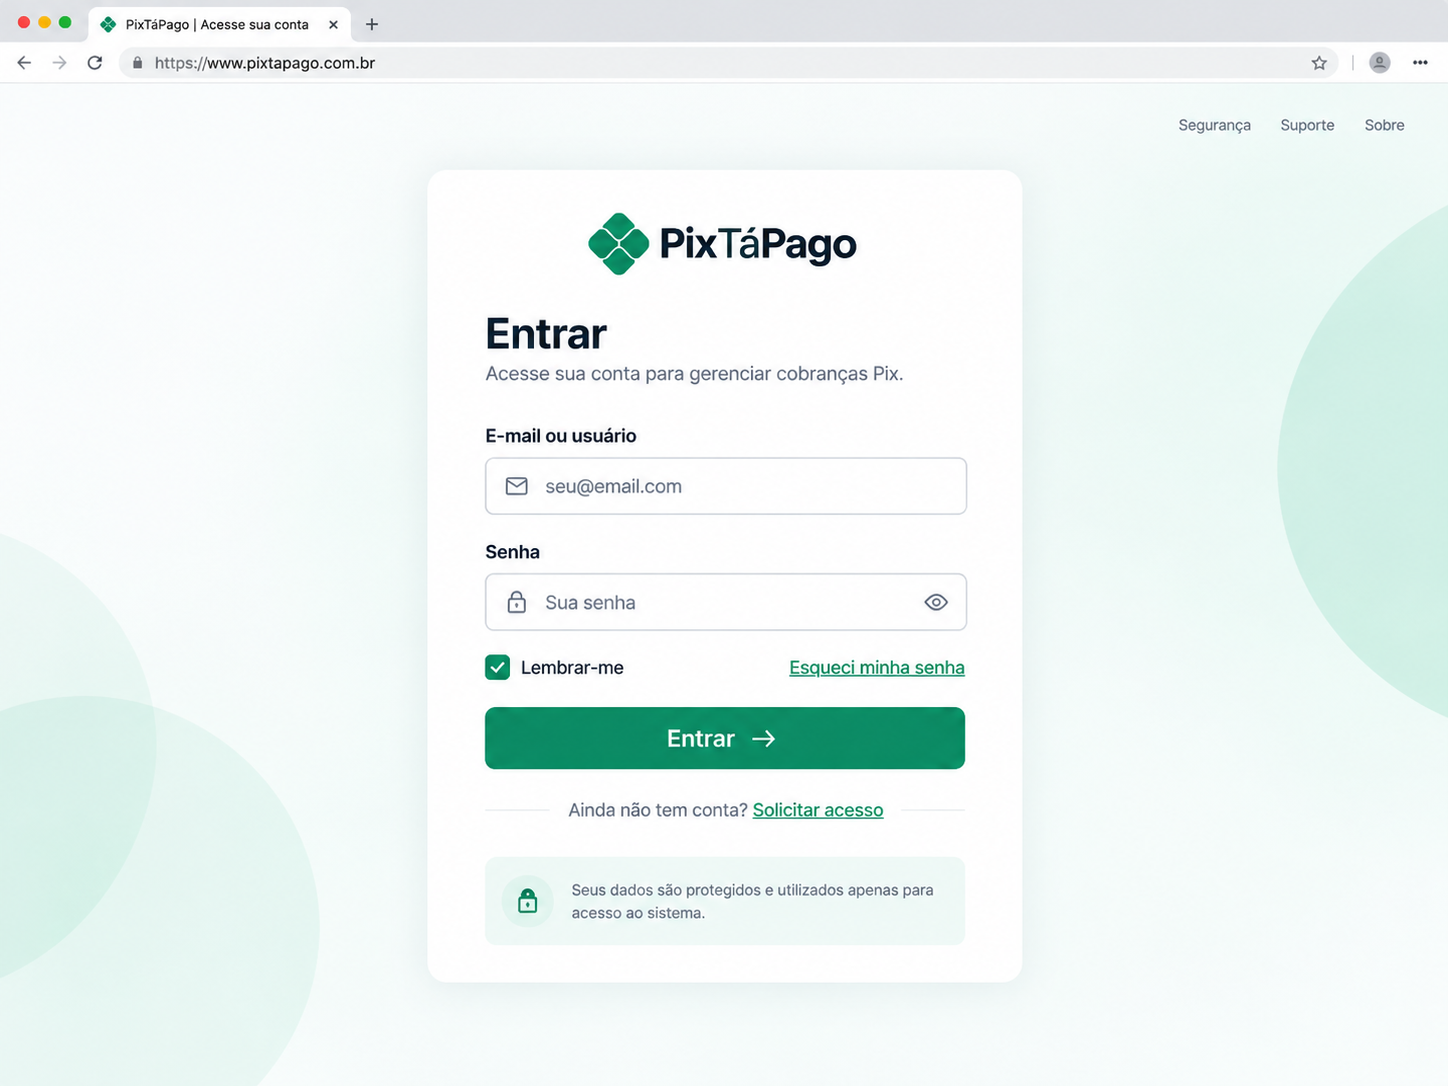 PixTáPago | Acesse sua conta
https://www.pixtapago.com.br
Segurança Suporte Sobre
PixTáPago
Entrar
Acesse sua conta para gerenciar cobranças Pix.
E-mail ou usuário
seu@email.com
Senha
Sua senha
Lembrar-me Esqueci minha senha
Entrar →
Ainda não tem conta? Solicitar acesso
Seus dados são protegidos e utilizados apenas para
acesso ao sistema.